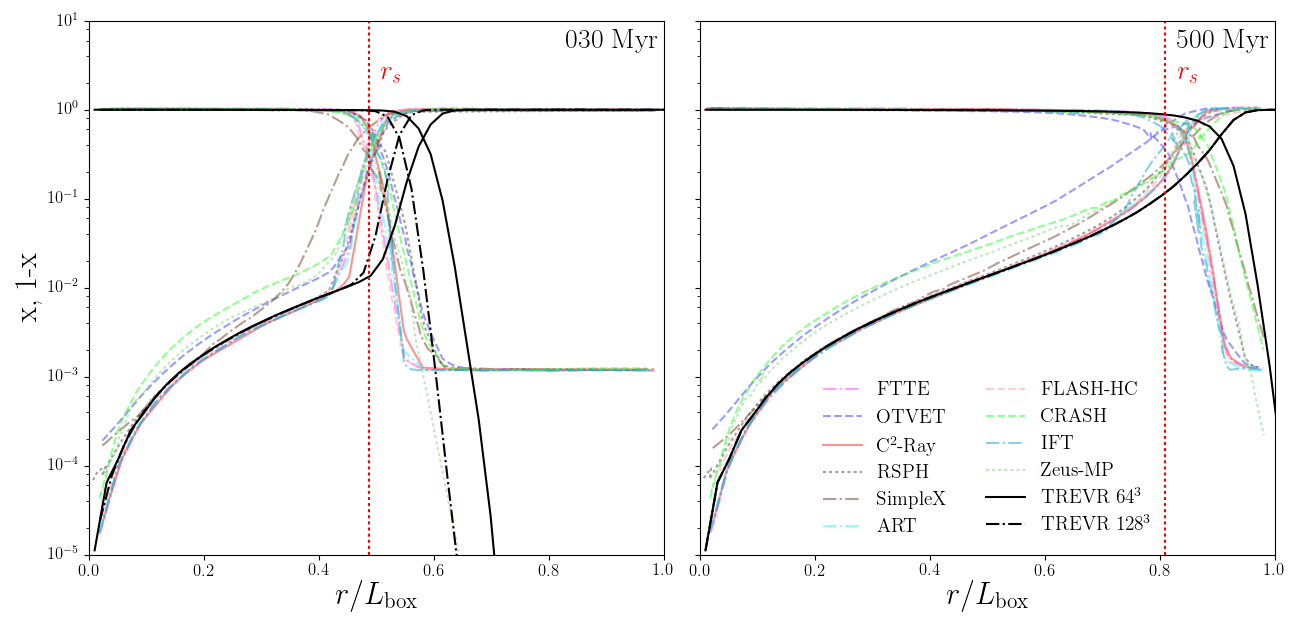 030 Myr
500 Myr
r_s
r_s
x, 1-x
10^1
10^0
10^{-1}
10^{-2}
10^{-3}
10^{-4}
10^{-5}
FTTE
OTVET
C^2-Ray
RSPH
SimpleX
ART
FLASH-HC
CRASH
IFT
Zeus-MP
TREVR 64^3
TREVR 128^3
0.0 0.2 0.4 0.6 0.8 1.0
0.0 0.2 0.4 0.6 0.8 1.0
r/L_box
r/L_box